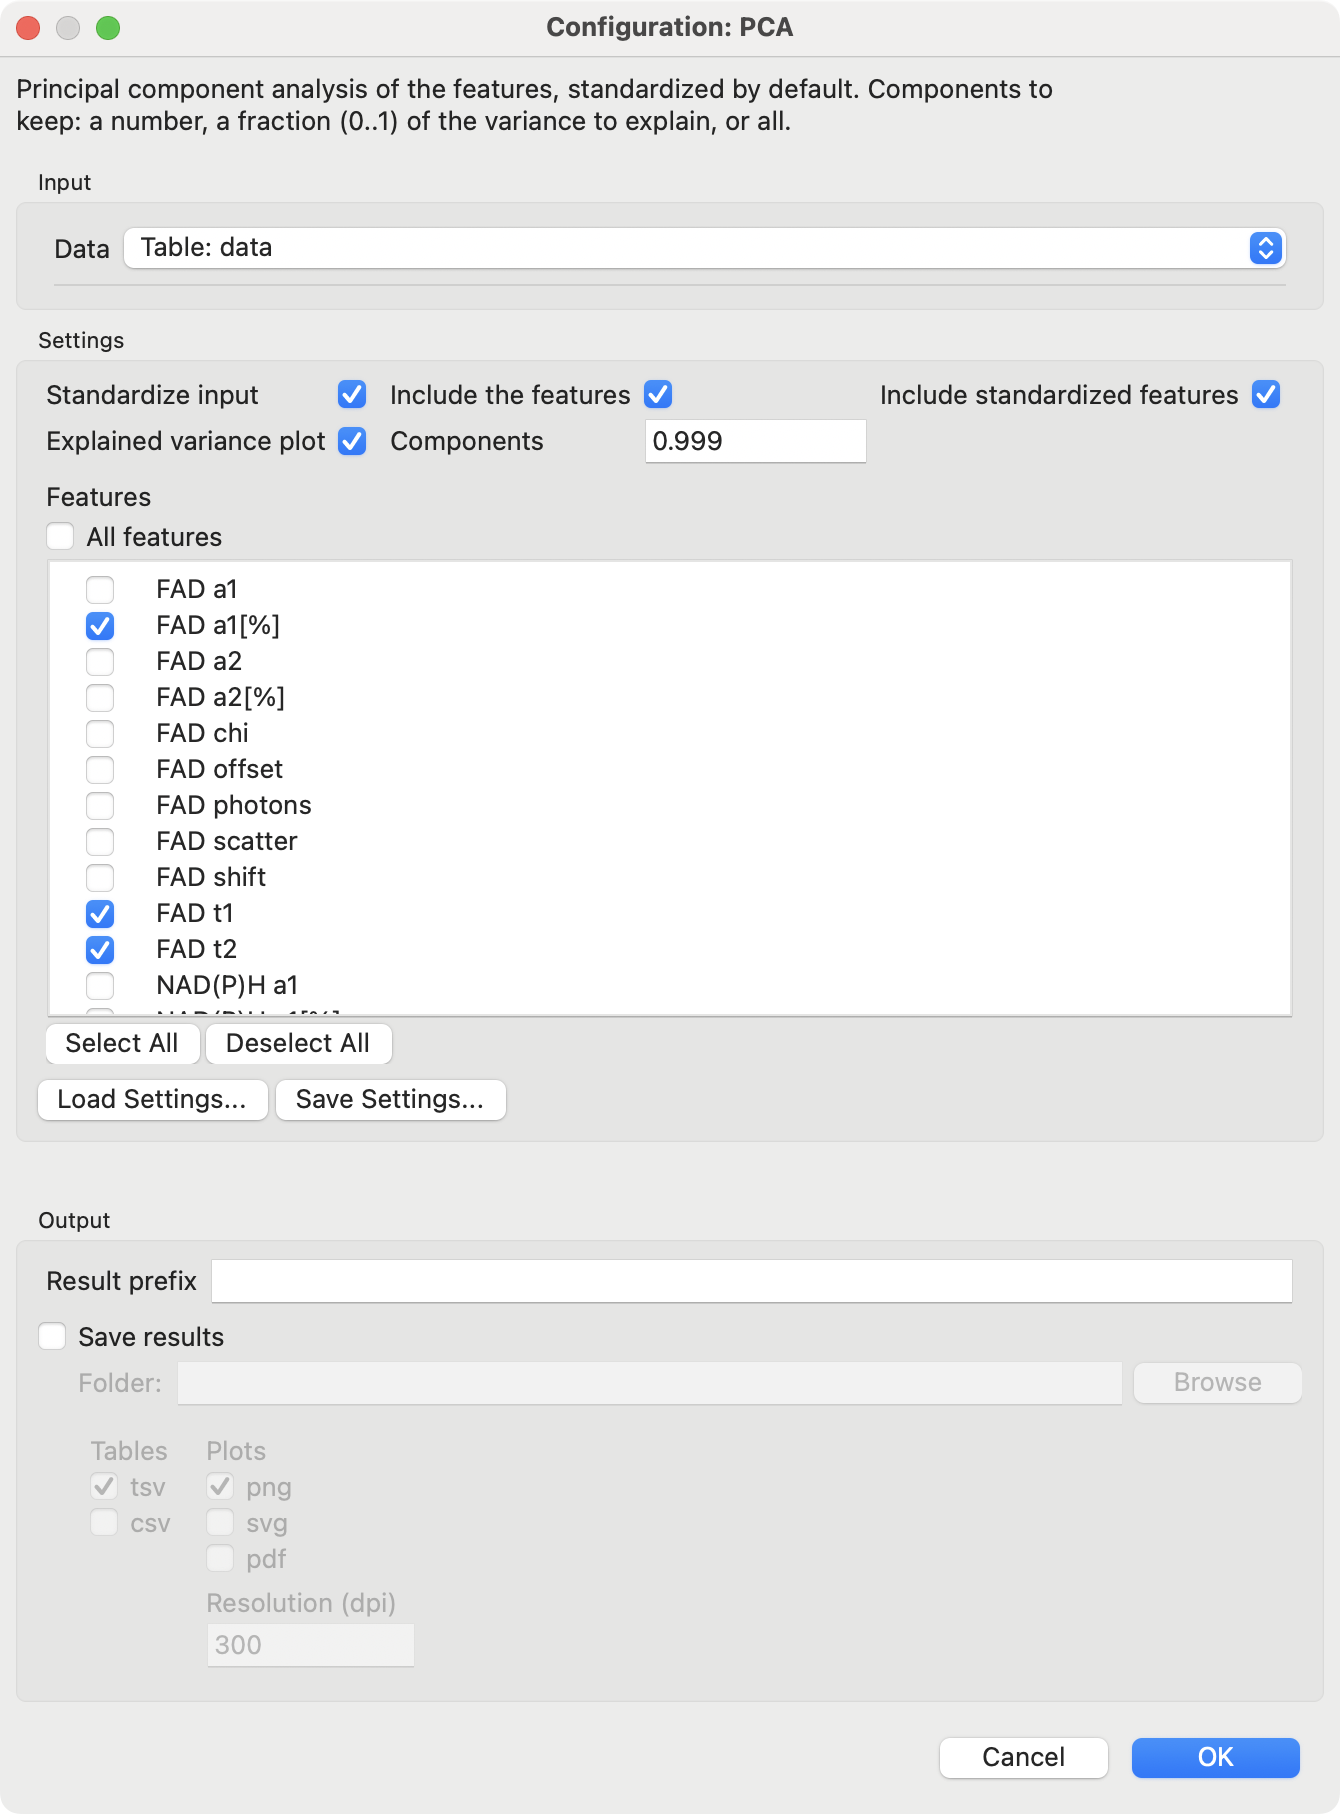 Configuration: PCA
Principal component analysis of the features, standardized by default. Components to
keep: a number, a fraction (0..1) of the variance to explain, or all.
Input
Data Table: data
Settings
Standardize input Include the features Include standardized features
Explained variance plot Components 0.999
Features
All features
FAD a1
FAD a1[%]
FAD a2
FAD a2[%]
FAD chi
FAD offset
FAD photons
FAD scatter
FAD shift
FAD t1
FAD t2
NAD(P)H a1
Select All Deselect All
Load Settings... Save Settings...
Output
Result prefix
Save results
Folder: Browse
Tables Plots
tsv png
csv svg
pdf
Resolution (dpi)
300
Cancel OK